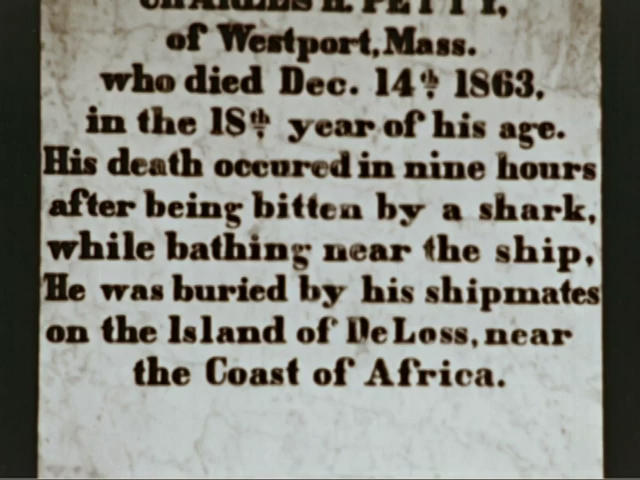 CHARLES H. PETTY,
of Westport, Mass.
who died Dec. 14th 1863,
in the 18th year of his age.
His death occured in nine hours
after being bitten by a shark,
while bathing near the ship,
He was buried by his shipmates
on the Island of DeLoss, near
the Coast of Africa.